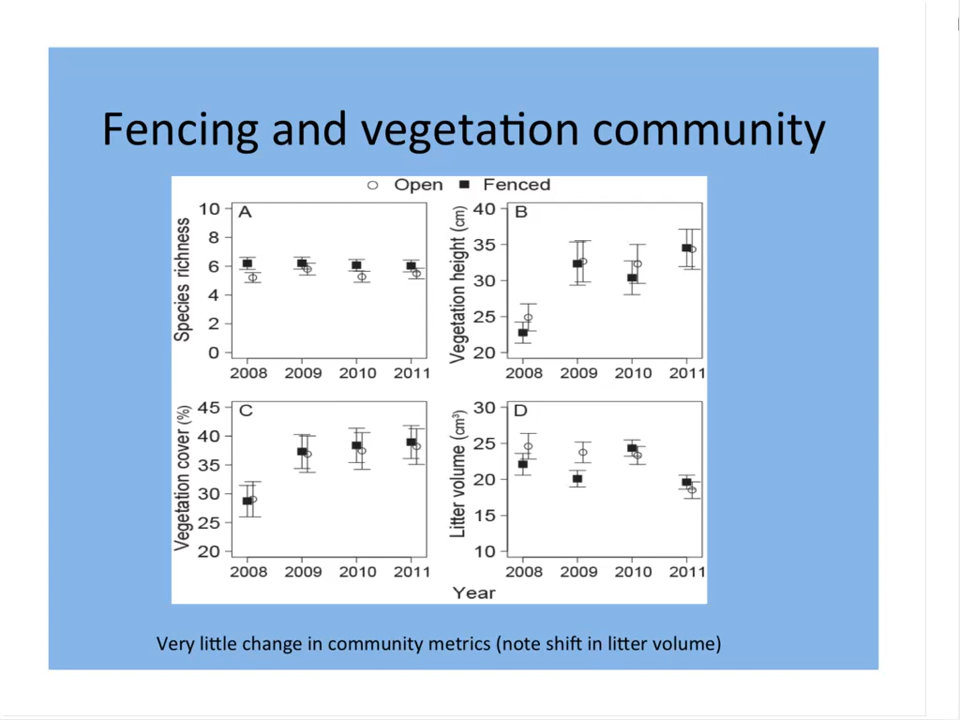 Fencing and vegetation community
Open Fenced
A
Species richness
10
8
6
4
2
0
2008 2009 2010 2011
B
Vegetation height (cm)
40
35
30
25
20
2008 2009 2010 2011
C
Vegetation cover (%)
45
40
35
30
25
20
2008 2009 2010 2011
D
Litter volume (cm³)
30
25
20
15
10
2008 2009 2010 2011
Year
Very little change in community metrics (note shift in litter volume)